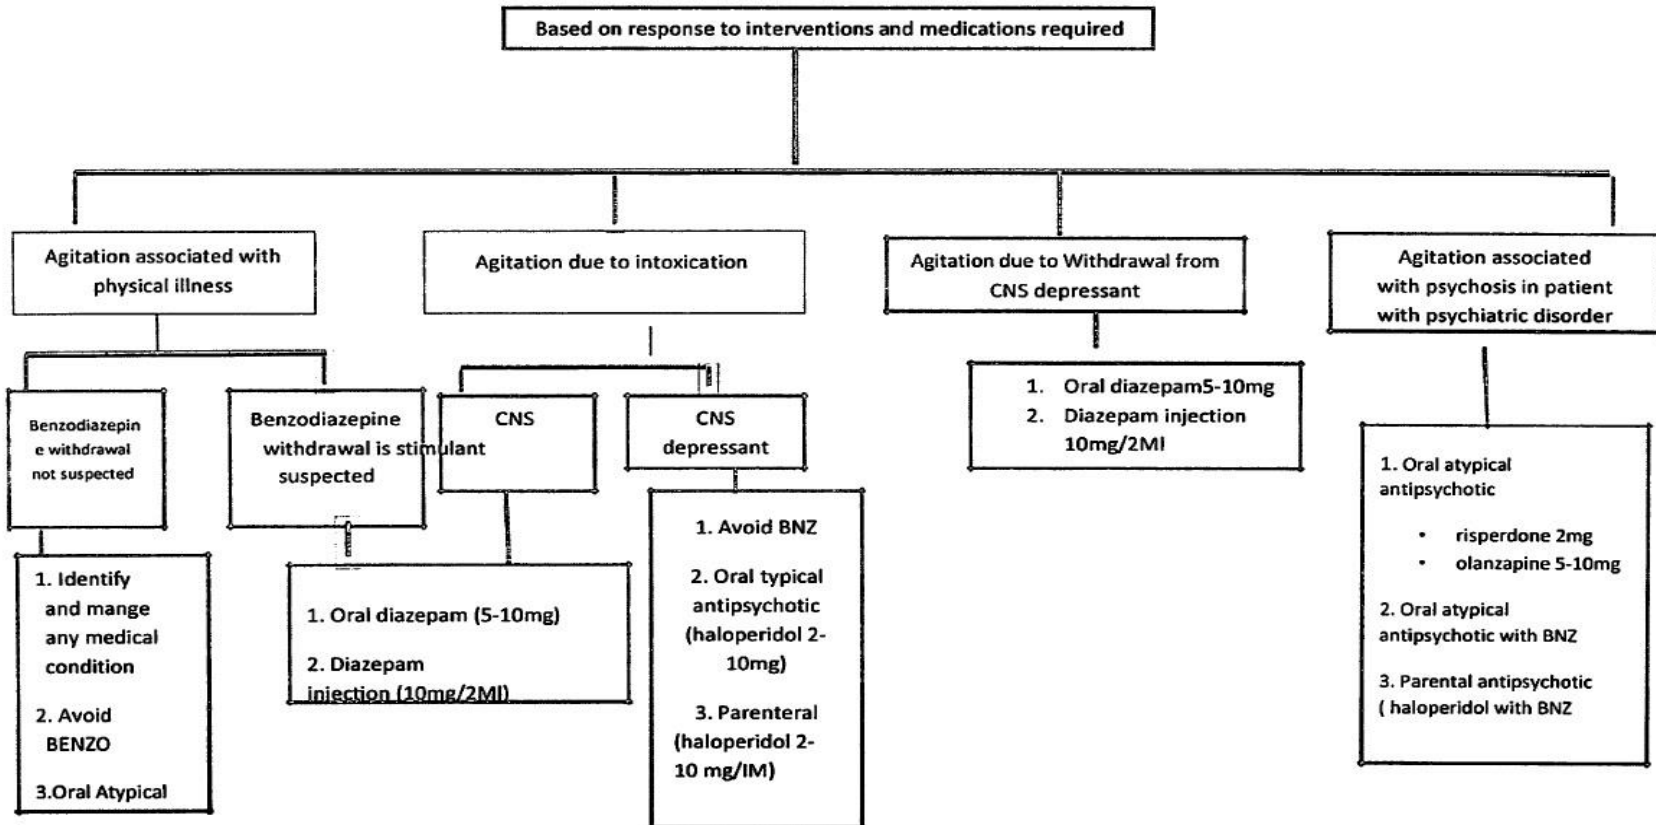 Based on response to interventions and medications required
Agitation associated with
physical illness
Agitation due to intoxication
Agitation due to Withdrawal from
CNS depressant
Agitation associated
with psychosis in patient
with psychiatric disorder
Benzodiazepin
e withdrawal
not suspected
Benzodiazepine
withdrawal is stimulant
suspected
CNS
CNS
depressant
1. Oral diazepam5-10mg
2. Diazepam injection
10mg/2Ml
1. Identify
and mange
any medical
condition
2. Avoid
BENZO
3.Oral Atypical
1. Oral diazepam (5-10mg)
2. Diazepam
injection (10mg/2Ml)
1. Avoid BNZ
2. Oral typical
antipsychotic
(haloperidol 2-
10mg)
3. Parenteral
(haloperidol 2-
10 mg/IM)
1. Oral atypical
antipsychotic
• risperdone 2mg
• olanzapine 5-10mg
2. Oral atypical
antipsychotic with BNZ
3. Parental antipsychotic
( haloperidol with BNZ